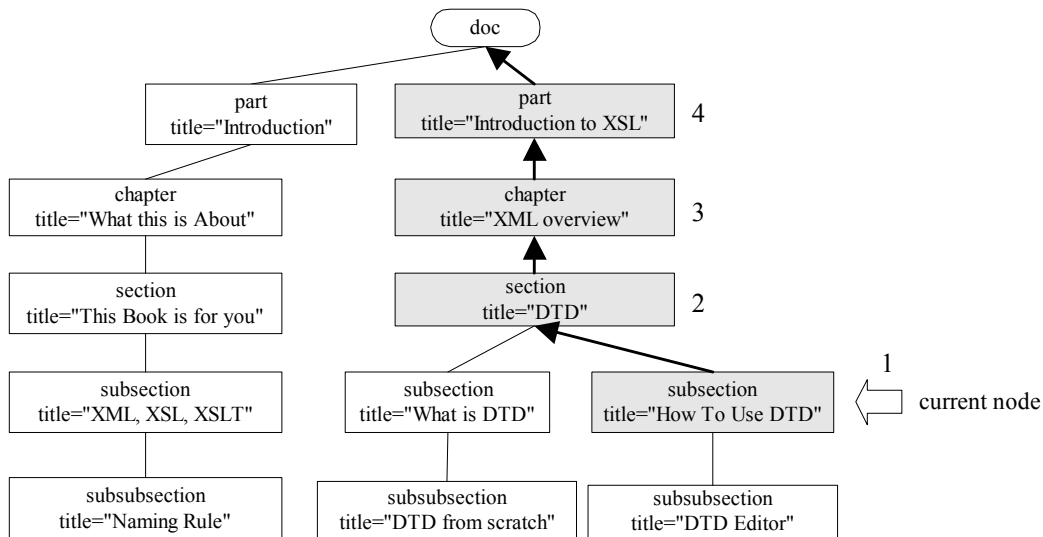 doc
part
title="Introduction"
part
title="Introduction to XSL"
4
chapter
title="What this is About"
chapter
title="XML overview"
3
section
title="This Book is for you"
section
title="DTD"
2
1
subsection
title="XML, XSL, XSLT"
subsection
title="What is DTD"
subsection
title="How To Use DTD"
current node
subsubsection
title="Naming Rule"
subsubsection
title="DTD from scratch"
subsubsection
title="DTD Editor"